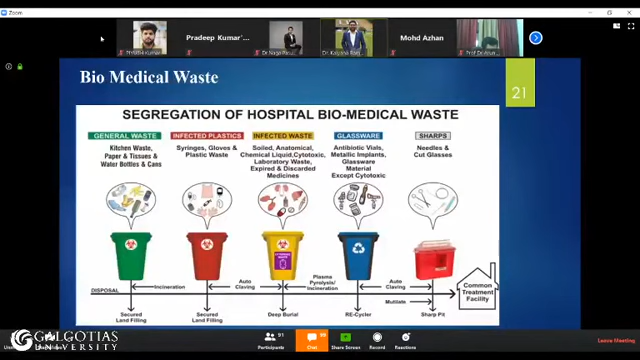 Zoom
Pradeep Kumar'...
Mohd Azhan
Bio Medical Waste
21
SEGREGATION OF HOSPITAL BIO-MEDICAL WASTE
GENERAL WASTE
Kitchen Waste,
Paper & Tissues &
Water Bottles & Cans
INFECTED PLASTICS
Syringes, Gloves &
Plastic Waste
INFECTED WASTE
Soiled, Anatomical,
Chemical Liquid,Cytotoxic,
Laboratory Waste,
Expired & Discarded
Medicines
GLASSWARE
Antibiotic Vials,
Metallic Implants,
Glassware
Material
Except Cytotoxic
SHARPS
Needles &
Cut Glasses
DISPOSAL
Incineration
Auto
Claving
Plasma
Pyrolysis/
Incineration
Auto
Claving
Mutilate
Common
Treatment
Facility
Secured
Land Filling
Secured
Land Filling
Deep Burial
RE-Cycler
Sharp Pit
GALGOTIAS
UNIVERSITY
91
Participants
Chat
Share Screen
Record
Reactions
Leave Meeting